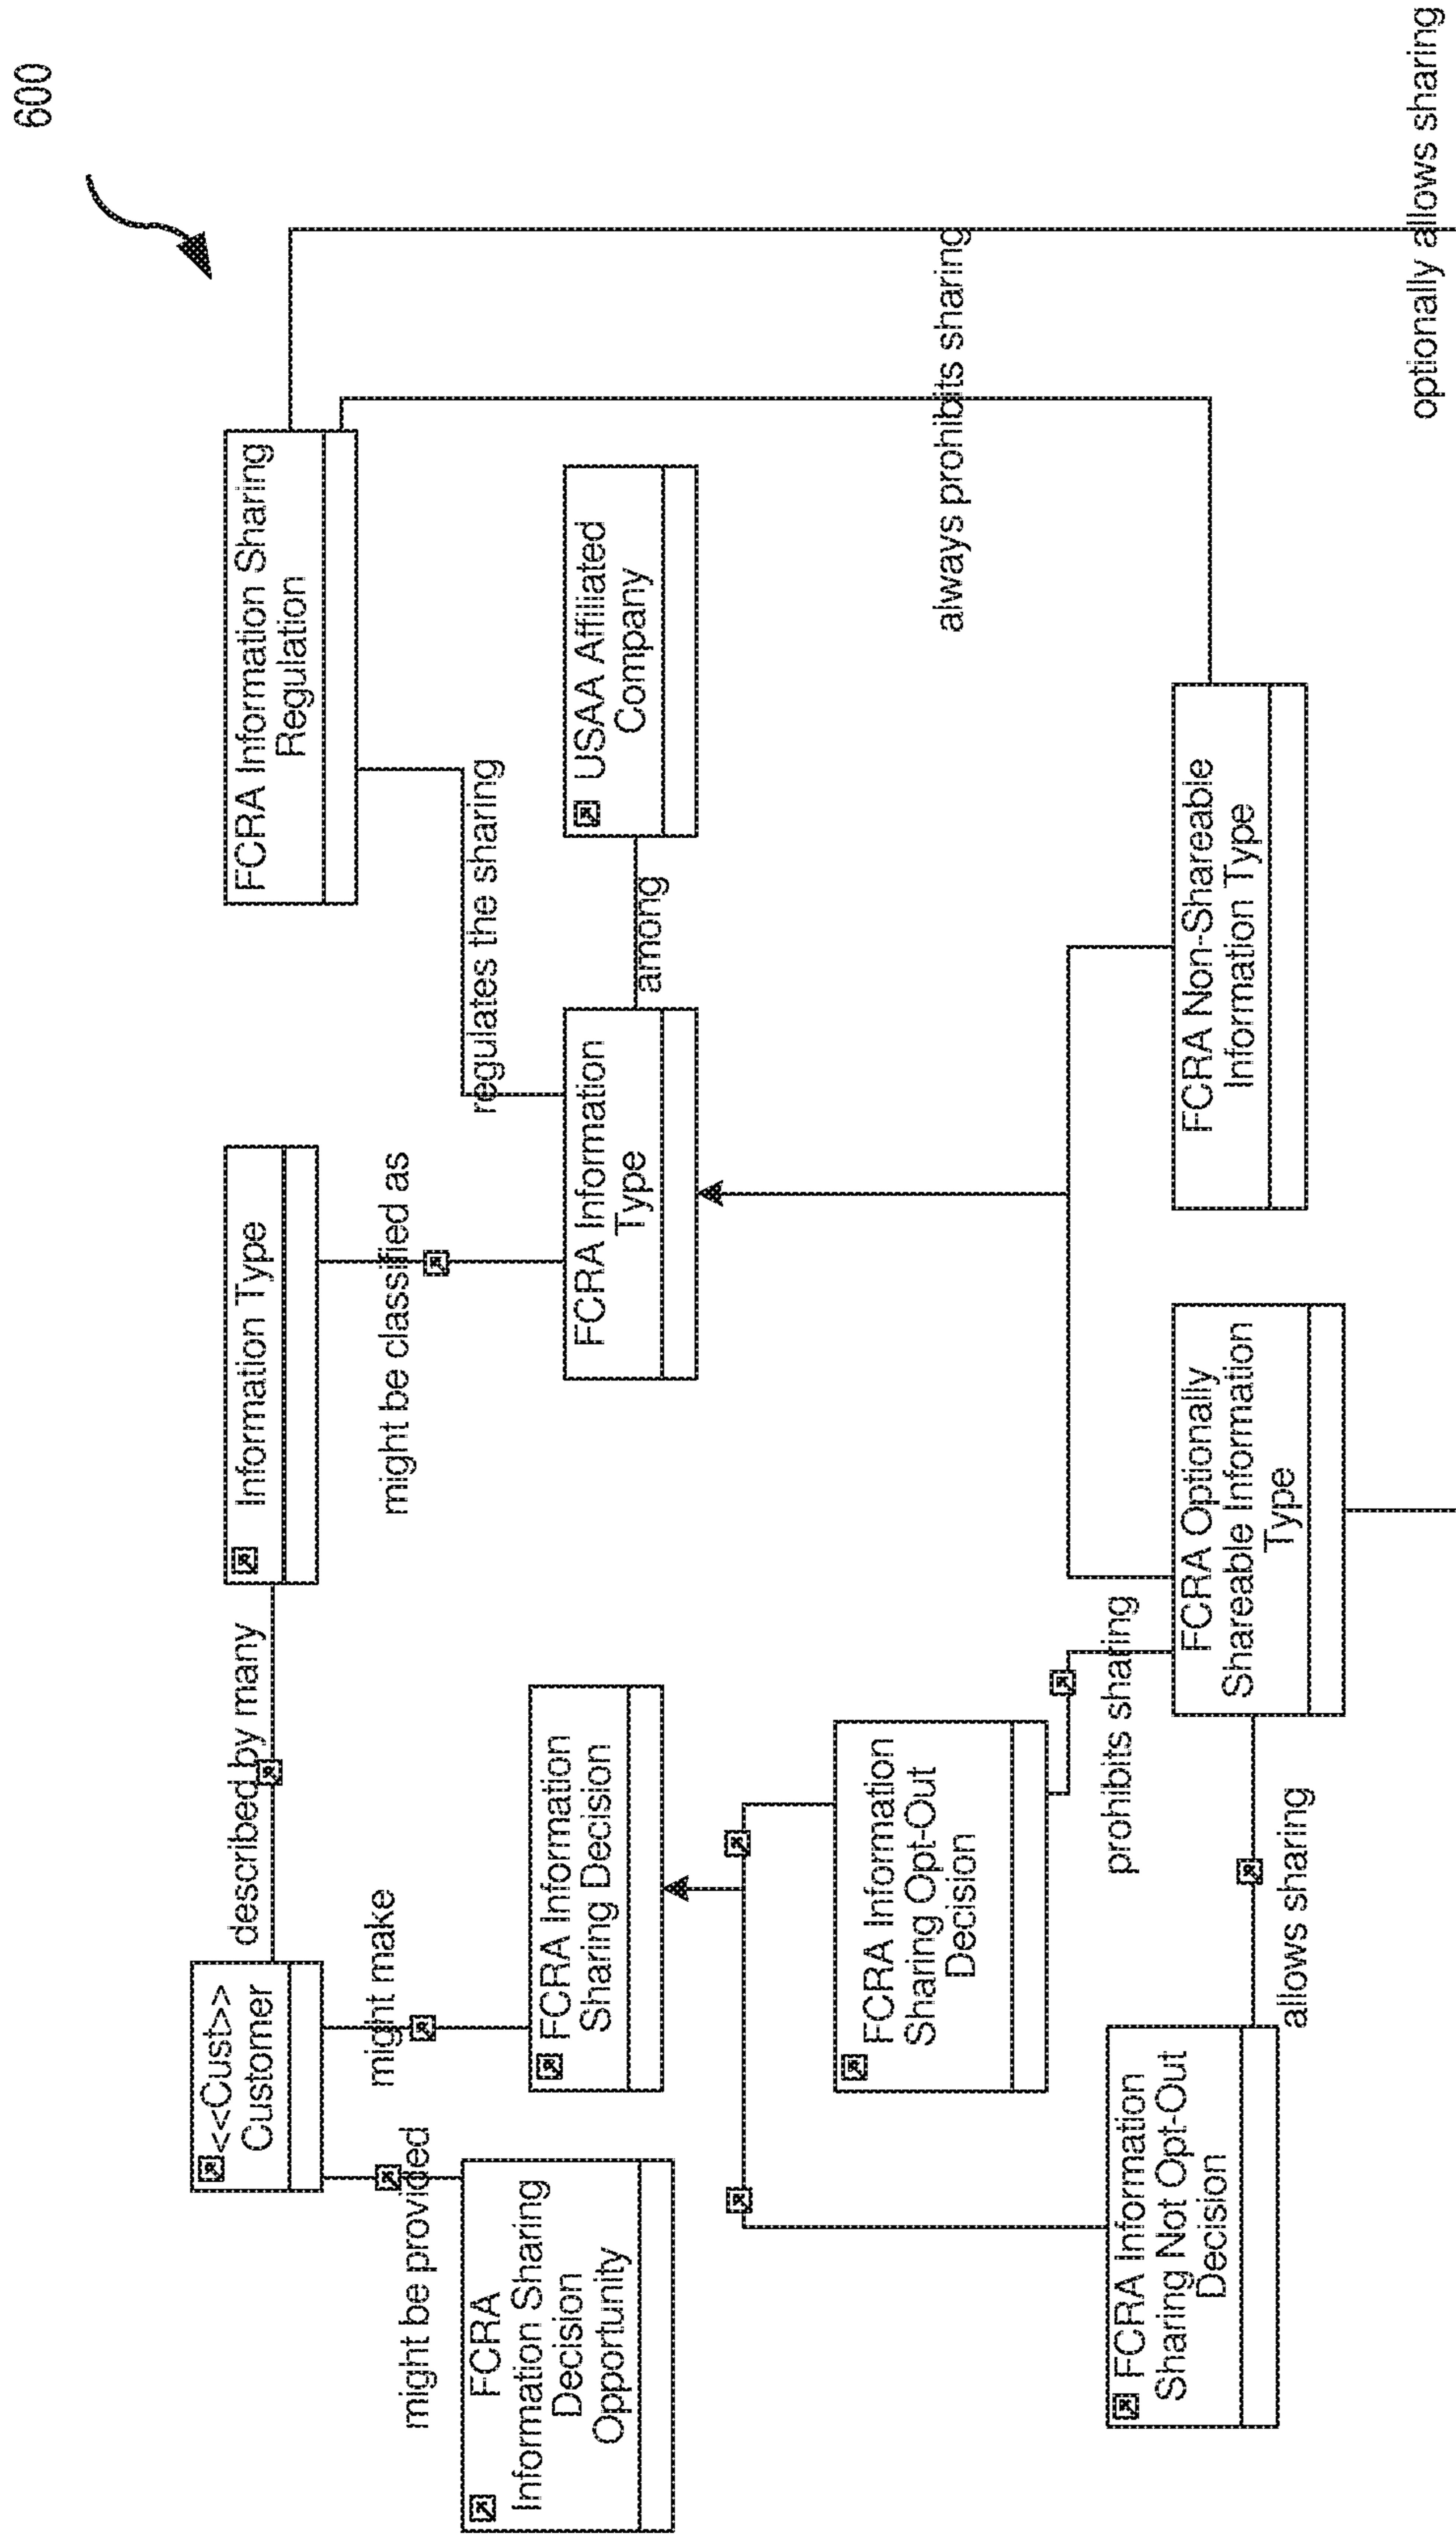 600
<<Cust>>
Customer
described by many
Information Type
FCRA Information Sharing
Regulation
might be provided
might make
might be classified as
regulates the sharing
FCRA
Information Sharing
Decision
Opportunity
FCRA Information
Sharing Decision
FCRA Information
Type
among
USAA Affiliated
Company
FCRA Information
Sharing Opt-Out
Decision
always prohibits sharing
prohibits sharing
FCRA Information
Sharing Not Opt-Out
Decision
allows sharing
FCRA Optionally
Shareable Information
Type
FCRA Non-Shareable
Information Type
optionally allows sharing